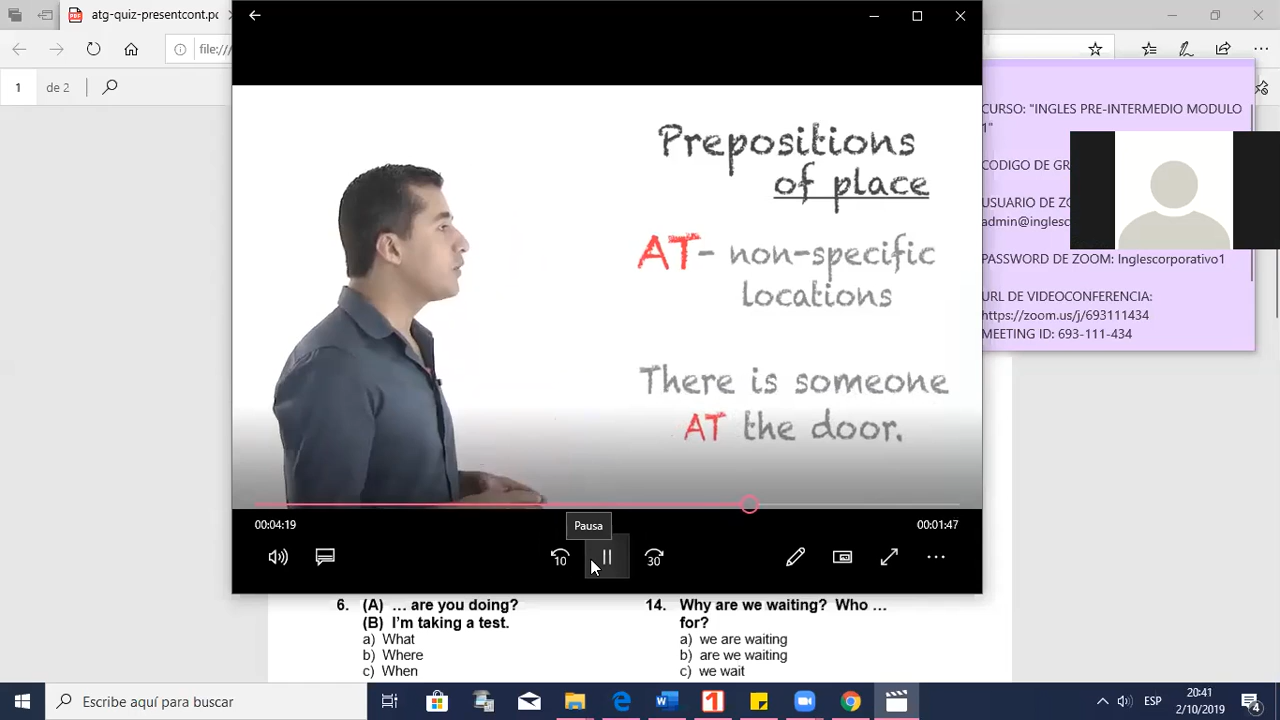 atg-quiz-presentcont.pc
file://
1 de 2
Prepositions
of place
AT- non-specific
locations
There is someone
AT the door.
00:04:19
Pausa
00:01:47
10
30
CURSO: "INGLES PRE-INTERMEDIO MODULO
1"
CODIGO DE GR
USUARIO DE ZO
admin@inglesc
PASSWORD DE ZOOM: Inglescorporativo1
URL DE VIDEOCONFERENCIA:
https://zoom.us/j/693111434
MEETING ID: 693-111-434
6. (A) … are you doing?
(B) I'm taking a test.
a) What
b) Where
c) When
14. Why are we waiting? Who …
for?
a) we are waiting
b) are we waiting
c) we wait
Escribe aquí para buscar
ESP
20:41
2/10/2019
4